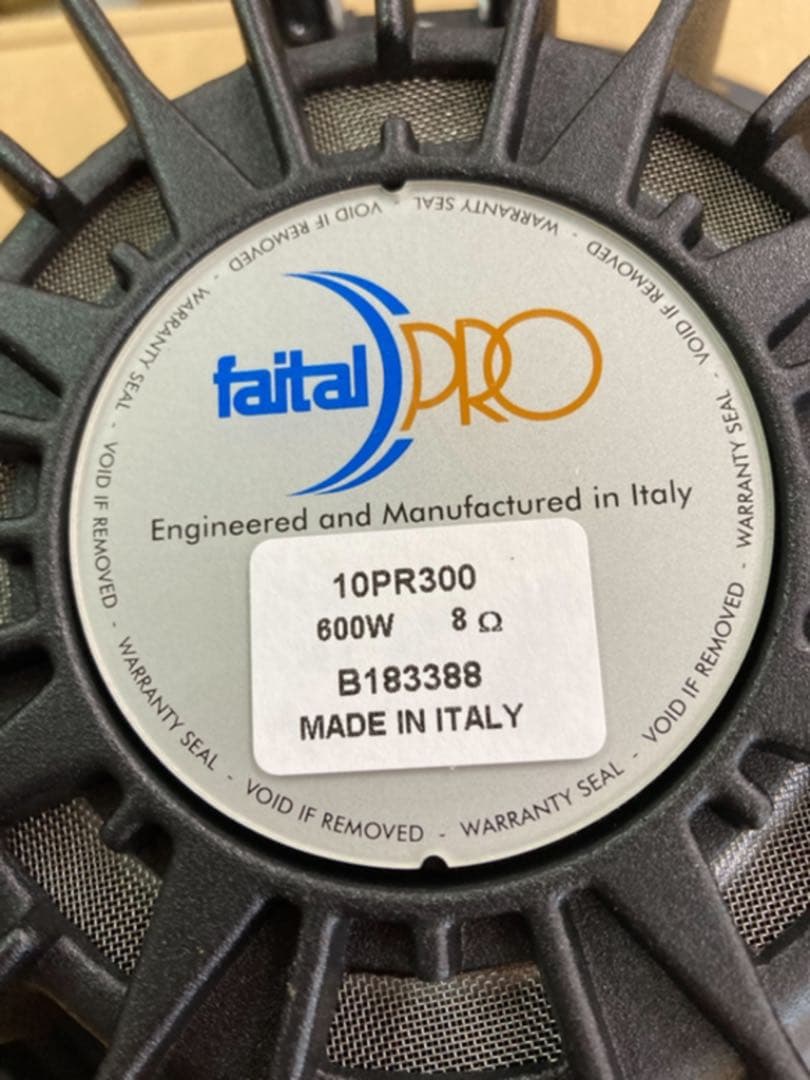 WARRANTY SEAL - VOID IF REMOVED - WARRANTY SEAL - VOID IF REMOVED - WARRANTY SEAL - VOID IF REMOVED - WARRANTY SEAL - VOID IF REMOVED - WARRANTY SEAL - VOID IF REMOVED
faital PRO
Engineered and Manufactured in Italy
10PR300
600W 8 Ω
B183388
MADE IN ITALY